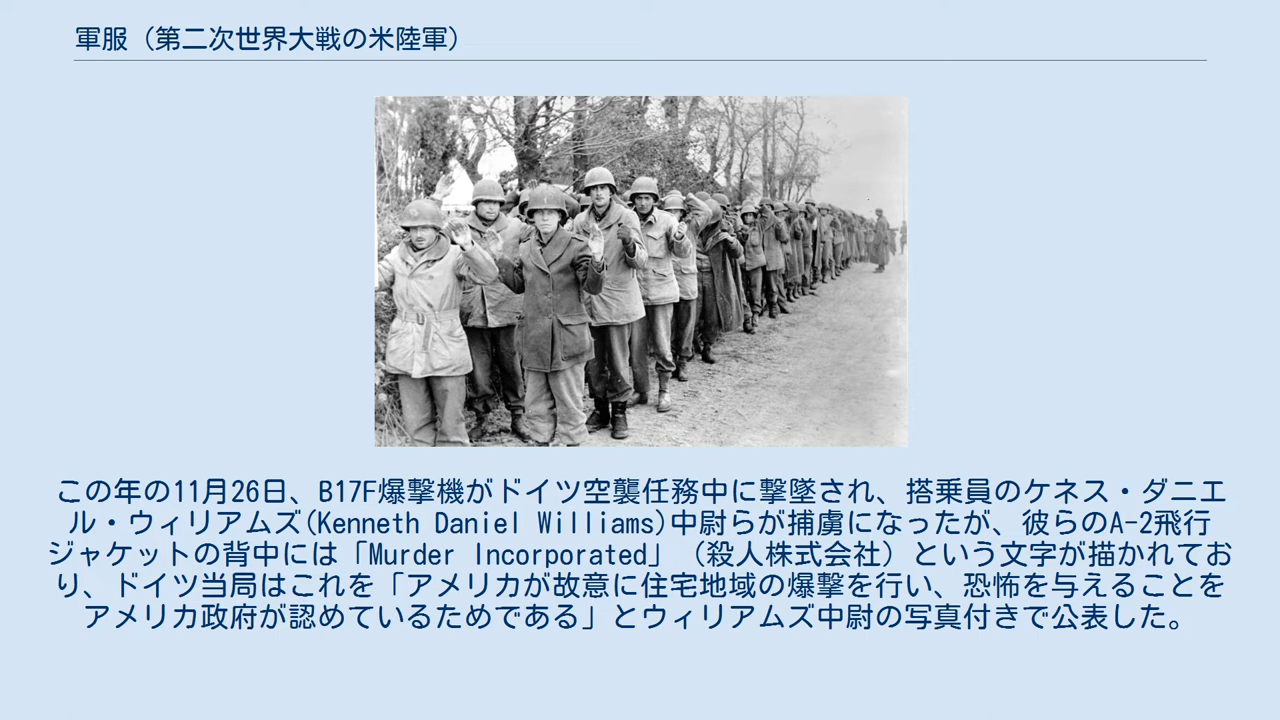 軍服（第二次世界大戦の米陸軍）
この年の11月26日、B17F爆撃機がドイツ空襲任務中に撃墜され、搭乗員のケネス・ダニエ
ル・ウィリアムズ(Kenneth Daniel Williams)中尉らが捕虜になったが、彼らのA-2飛行
ジャケットの背中には「Murder Incorporated」（殺人株式会社）という文字が描かれてお
り、ドイツ当局はこれを「アメリカが故意に住宅地域の爆撃を行い、恐怖を与えることを
アメリカ政府が認めているためである」とウィリアムズ中尉の写真付きで公表した。